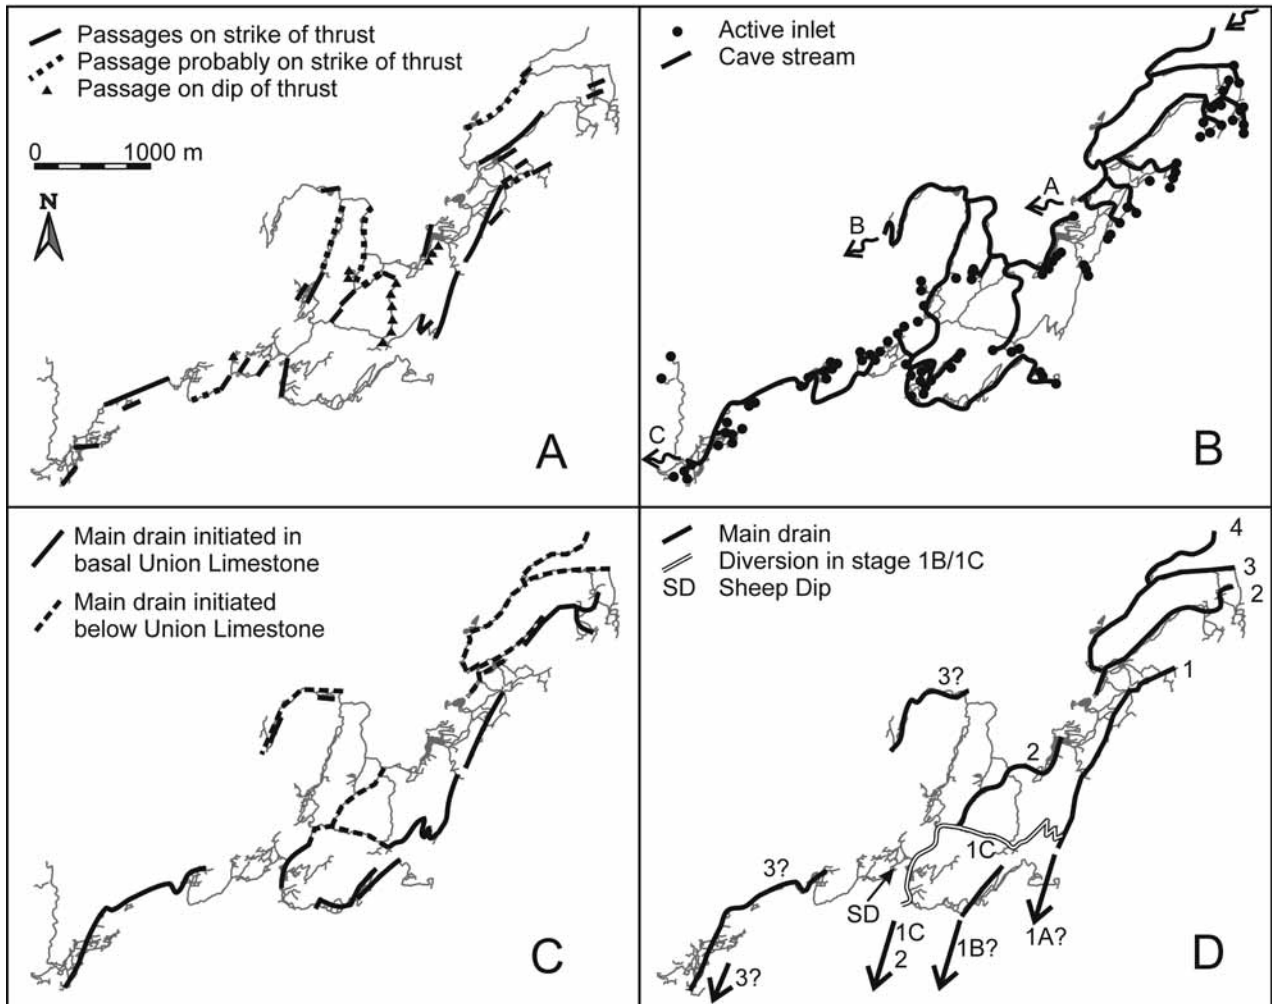 Passages on strike of thrust
Passage probably on strike of thrust
Passage on dip of thrust
0 1000 m
N
A
Active inlet
Cave stream
A
B
C
B
Main drain initiated in
basal Union Limestone
Main drain initiated
below Union Limestone
C
Main drain
Diversion in stage 1B/1C
SD Sheep Dip
4
3
2
1
3?
2
1C
3?
SD
1C
2
1B?
1A?
3?
D